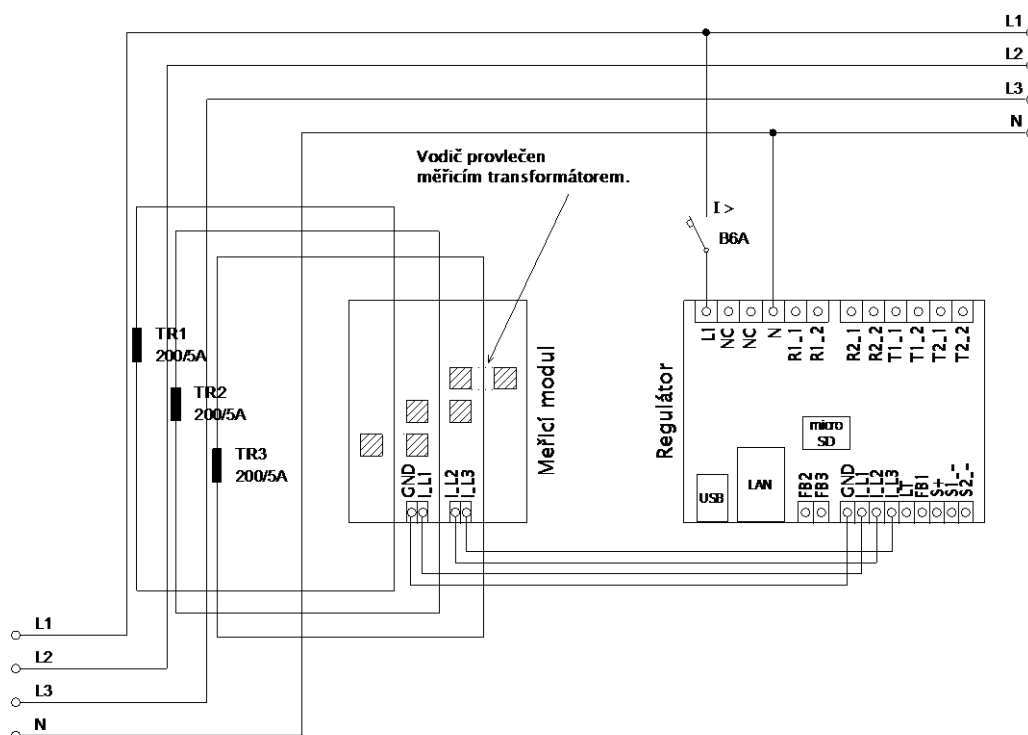 L1
L2
L3
N
Vodič provlečen
měřicím transformátorem.
I >
B6A
TR1
200/5A
TR2
200/5A
TR3
200/5A
Měřicí modul
GND
I_L1
I_L2
I_L3
Regulátor
L1
NC
NC
N
R1_1
R1_2
R2_1
R2_2
T1_1
T1_2
T2_1
T2_2
micro
SD
USB
LAN
FB2
FB3
GND
I_L1
I_L2
I_L3
LT
FB1
S+
S1_-
S2_-
L1
L2
L3
N